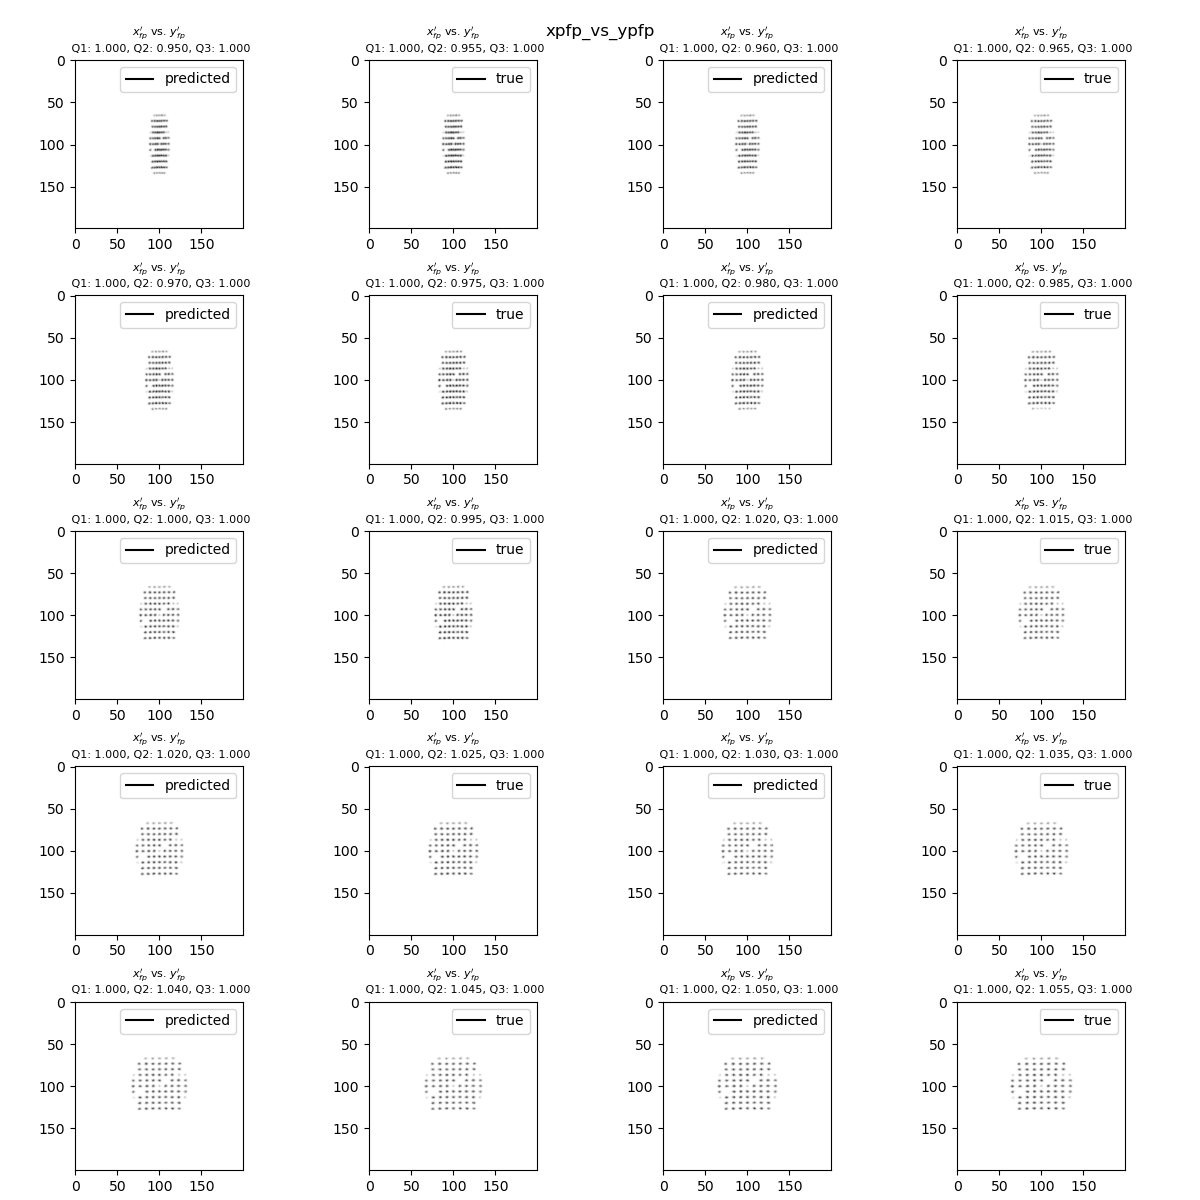 xpfp_vs_ypfp
x′fp vs. y′fp x′fp vs. y′fp x′fp vs. y′fp x′fp vs. y′fp
Q1: 1.000, Q2: 0.950, Q3: 1.000 Q1: 1.000, Q2: 0.955, Q3: 1.000 Q1: 1.000, Q2: 0.960, Q3: 1.000 Q1: 1.000, Q2: 0.965, Q3: 1.000
0 predicted 0 true 0 predicted 0 true
50 50 50 50
100 100 100 100
150 150 150 150
0 50 100 150 0 50 100 150 0 50 100 150 0 50 100 150
x′fp vs. y′fp x′fp vs. y′fp x′fp vs. y′fp x′fp vs. y′fp
Q1: 1.000, Q2: 0.970, Q3: 1.000 Q1: 1.000, Q2: 0.975, Q3: 1.000 Q1: 1.000, Q2: 0.980, Q3: 1.000 Q1: 1.000, Q2: 0.985, Q3: 1.000
0 predicted 0 true 0 predicted 0 true
50 50 50 50
100 100 100 100
150 150 150 150
0 50 100 150 0 50 100 150 0 50 100 150 0 50 100 150
x′fp vs. y′fp x′fp vs. y′fp x′fp vs. y′fp x′fp vs. y′fp
Q1: 1.000, Q2: 1.000, Q3: 1.000 Q1: 1.000, Q2: 0.995, Q3: 1.000 Q1: 1.000, Q2: 1.020, Q3: 1.000 Q1: 1.000, Q2: 1.015, Q3: 1.000
0 predicted 0 true 0 predicted 0 true
50 50 50 50
100 100 100 100
150 150 150 150
0 50 100 150 0 50 100 150 0 50 100 150 0 50 100 150
x′fp vs. y′fp x′fp vs. y′fp x′fp vs. y′fp x′fp vs. y′fp
Q1: 1.000, Q2: 1.020, Q3: 1.000 Q1: 1.000, Q2: 1.025, Q3: 1.000 Q1: 1.000, Q2: 1.030, Q3: 1.000 Q1: 1.000, Q2: 1.035, Q3: 1.000
0 predicted 0 true 0 predicted 0 true
50 50 50 50
100 100 100 100
150 150 150 150
0 50 100 150 0 50 100 150 0 50 100 150 0 50 100 150
x′fp vs. y′fp x′fp vs. y′fp x′fp vs. y′fp x′fp vs. y′fp
Q1: 1.000, Q2: 1.040, Q3: 1.000 Q1: 1.000, Q2: 1.045, Q3: 1.000 Q1: 1.000, Q2: 1.050, Q3: 1.000 Q1: 1.000, Q2: 1.055, Q3: 1.000
0 predicted 0 true 0 predicted 0 true
50 50 50 50
100 100 100 100
150 150 150 150
0 50 100 150 0 50 100 150 0 50 100 150 0 50 100 150